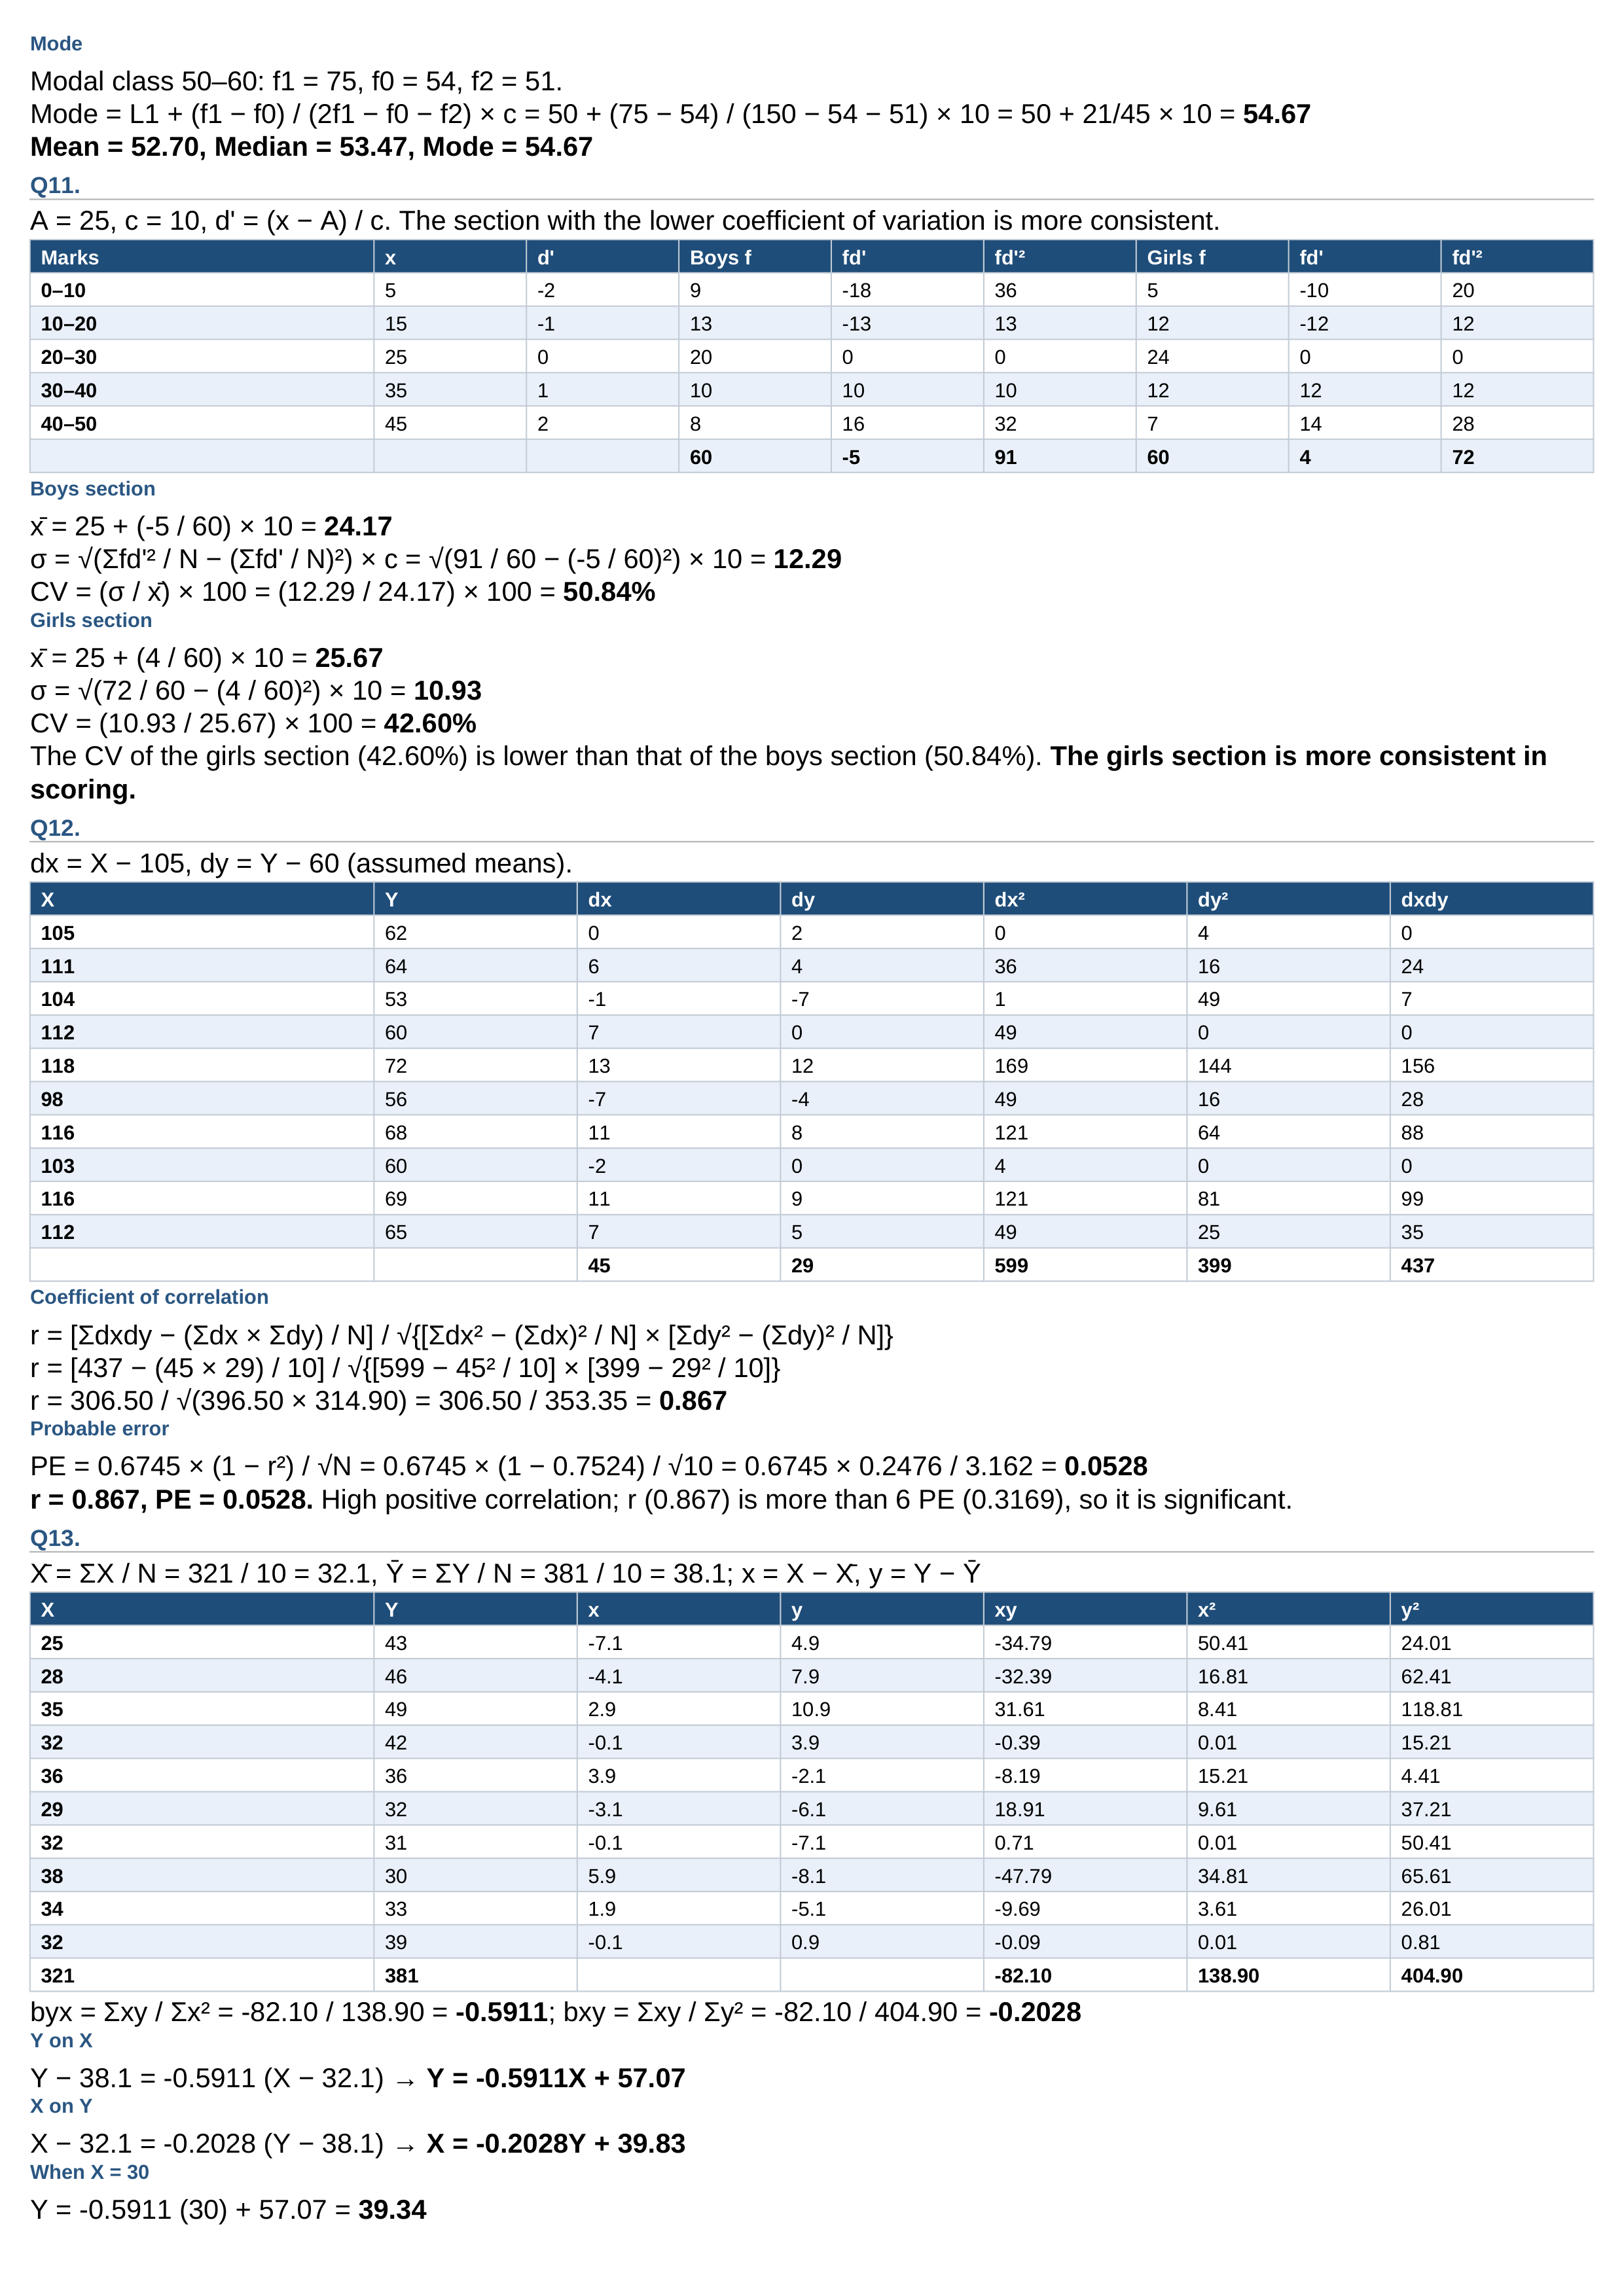 Mode
Modal class 50–60: f1 = 75, f0 = 54, f2 = 51.
Mode = L1 + (f1 − f0) / (2f1 − f0 − f2) × c = 50 + (75 − 54) / (150 − 54 − 51) × 10 = 50 + 21/45 × 10 = 54.67
Mean = 52.70, Median = 53.47, Mode = 54.67
Q11.
A = 25, c = 10, d' = (x − A) / c. The section with the lower coefficient of variation is more consistent.
Marks x d' Boys f fd' fd'² Girls f fd' fd'²
0–10 5 -2 9 -18 36 5 -10 20
10–20 15 -1 13 -13 13 12 -12 12
20–30 25 0 20 0 0 24 0 0
30–40 35 1 10 10 10 12 12 12
40–50 45 2 8 16 32 7 14 28
60 -5 91 60 4 72
Boys section
x̄ = 25 + (-5 / 60) × 10 = 24.17
σ = √(Σfd'² / N − (Σfd' / N)²) × c = √(91 / 60 − (-5 / 60)²) × 10 = 12.29
CV = (σ / x̄) × 100 = (12.29 / 24.17) × 100 = 50.84%
Girls section
x̄ = 25 + (4 / 60) × 10 = 25.67
σ = √(72 / 60 − (4 / 60)²) × 10 = 10.93
CV = (10.93 / 25.67) × 100 = 42.60%
The CV of the girls section (42.60%) is lower than that of the boys section (50.84%). The girls section is more consistent in
scoring.
Q12.
dx = X − 105, dy = Y − 60 (assumed means).
X Y dx dy dx² dy² dxdy
105 62 0 2 0 4 0
111 64 6 4 36 16 24
104 53 -1 -7 1 49 7
112 60 7 0 49 0 0
118 72 13 12 169 144 156
98 56 -7 -4 49 16 28
116 68 11 8 121 64 88
103 60 -2 0 4 0 0
116 69 11 9 121 81 99
112 65 7 5 49 25 35
45 29 599 399 437
Coefficient of correlation
r = [Σdxdy − (Σdx × Σdy) / N] / √{[Σdx² − (Σdx)² / N] × [Σdy² − (Σdy)² / N]}
r = [437 − (45 × 29) / 10] / √{[599 − 45² / 10] × [399 − 29² / 10]}
r = 306.50 / √(396.50 × 314.90) = 306.50 / 353.35 = 0.867
Probable error
PE = 0.6745 × (1 − r²) / √N = 0.6745 × (1 − 0.7524) / √10 = 0.6745 × 0.2476 / 3.162 = 0.0528
r = 0.867, PE = 0.0528. High positive correlation; r (0.867) is more than 6 PE (0.3169), so it is significant.
Q13.
X̄ = ΣX / N = 321 / 10 = 32.1, Ȳ = ΣY / N = 381 / 10 = 38.1; x = X − X̄, y = Y − Ȳ
X Y x y xy x² y²
25 43 -7.1 4.9 -34.79 50.41 24.01
28 46 -4.1 7.9 -32.39 16.81 62.41
35 49 2.9 10.9 31.61 8.41 118.81
32 42 -0.1 3.9 -0.39 0.01 15.21
36 36 3.9 -2.1 -8.19 15.21 4.41
29 32 -3.1 -6.1 18.91 9.61 37.21
32 31 -0.1 -7.1 0.71 0.01 50.41
38 30 5.9 -8.1 -47.79 34.81 65.61
34 33 1.9 -5.1 -9.69 3.61 26.01
32 39 -0.1 0.9 -0.09 0.01 0.81
321 381 -82.10 138.90 404.90
byx = Σxy / Σx² = -82.10 / 138.90 = -0.5911; bxy = Σxy / Σy² = -82.10 / 404.90 = -0.2028
Y on X
Y − 38.1 = -0.5911 (X − 32.1) → Y = -0.5911X + 57.07
X on Y
X − 32.1 = -0.2028 (Y − 38.1) → X = -0.2028Y + 39.83
When X = 30
Y = -0.5911 (30) + 57.07 = 39.34